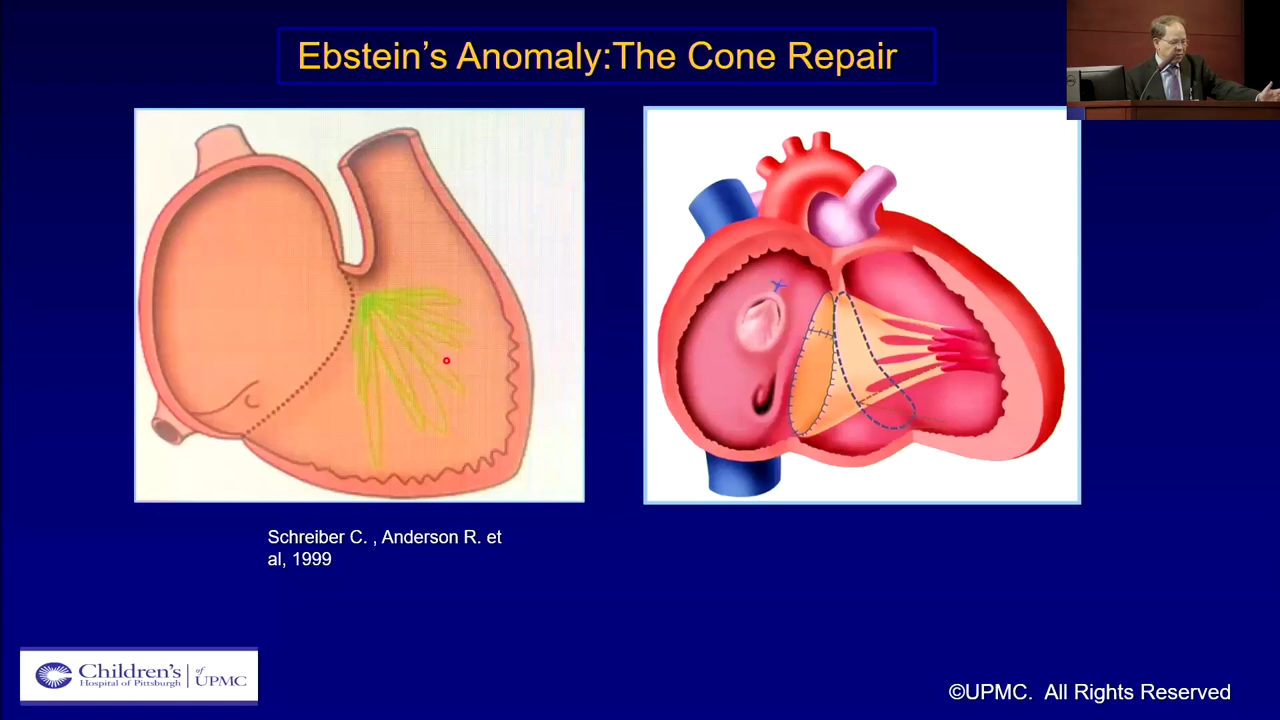 Ebstein’s Anomaly:The Cone Repair
Schreiber C. , Anderson R. et
al, 1999
Children's
Hospital of Pittsburgh
of
UPMC
©UPMC.  All Rights Reserved